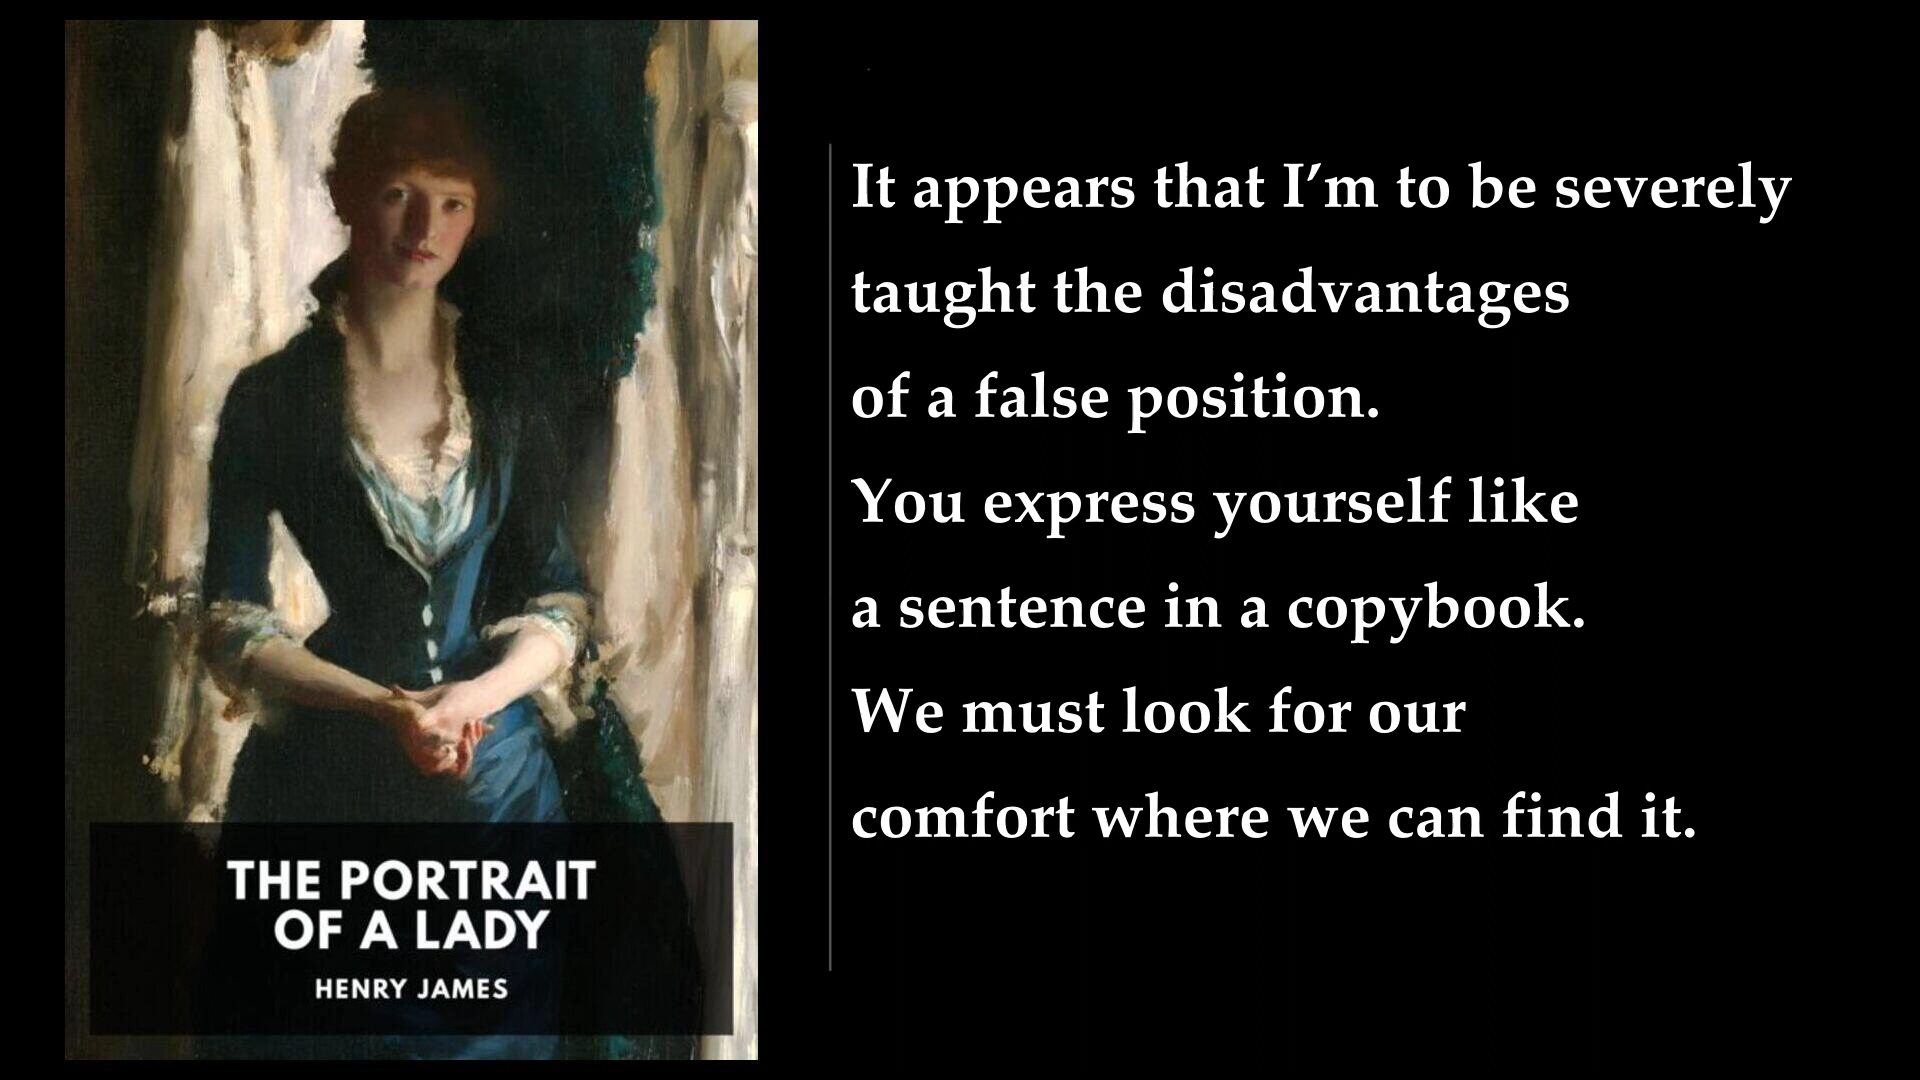 THE PORTRAIT
OF A LADY
HENRY JAMES
It appears that I’m to be severely
taught the disadvantages
of a false position.
You express yourself like
a sentence in a copybook.
We must look for our
comfort where we can find it.